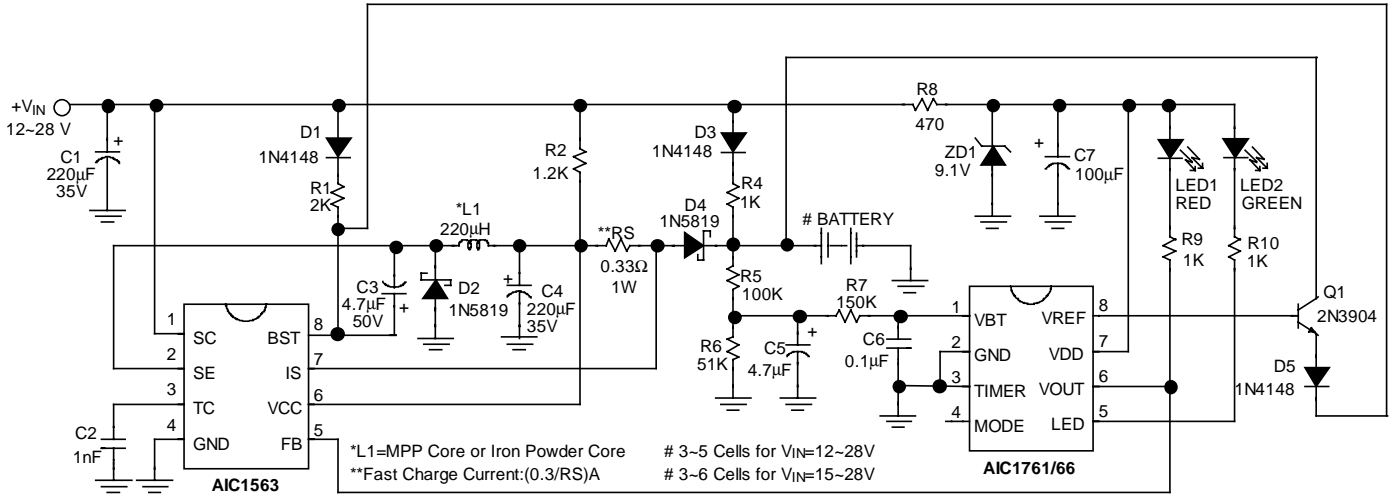 +VIN
12~28 V
C1
220μF
35V
D1
1N4148
R1
2K
*L1
220μH
R2
1.2K
**RS
0.33Ω
1W
D3
1N4148
R4
1K
D4
1N5819
# BATTERY
R8
470
ZD1
9.1V
C7
100μF
LED1
RED
LED2
GREEN
R9
1K
R10
1K
C3
4.7μF
50V
D2
1N5819
C4
220μF
35V
R5
100K
R7
150K
R6
51K
C5
4.7μF
C6
0.1μF
Q1
2N3904
D5
1N4148
1 SC BST 8
2 SE IS 7
3 TC VCC 6
4 GND FB 5
AIC1563
C2
1nF
1 VBT VREF 8
2 GND VDD 7
3 TIMER VOUT 6
4 MODE LED 5
AIC1761/66
*L1=MPP Core or Iron Powder Core
# 3~5 Cells for VIN=12~28V
**Fast Charge Current:(0.3/RS)A
# 3~6 Cells for VIN=15~28V